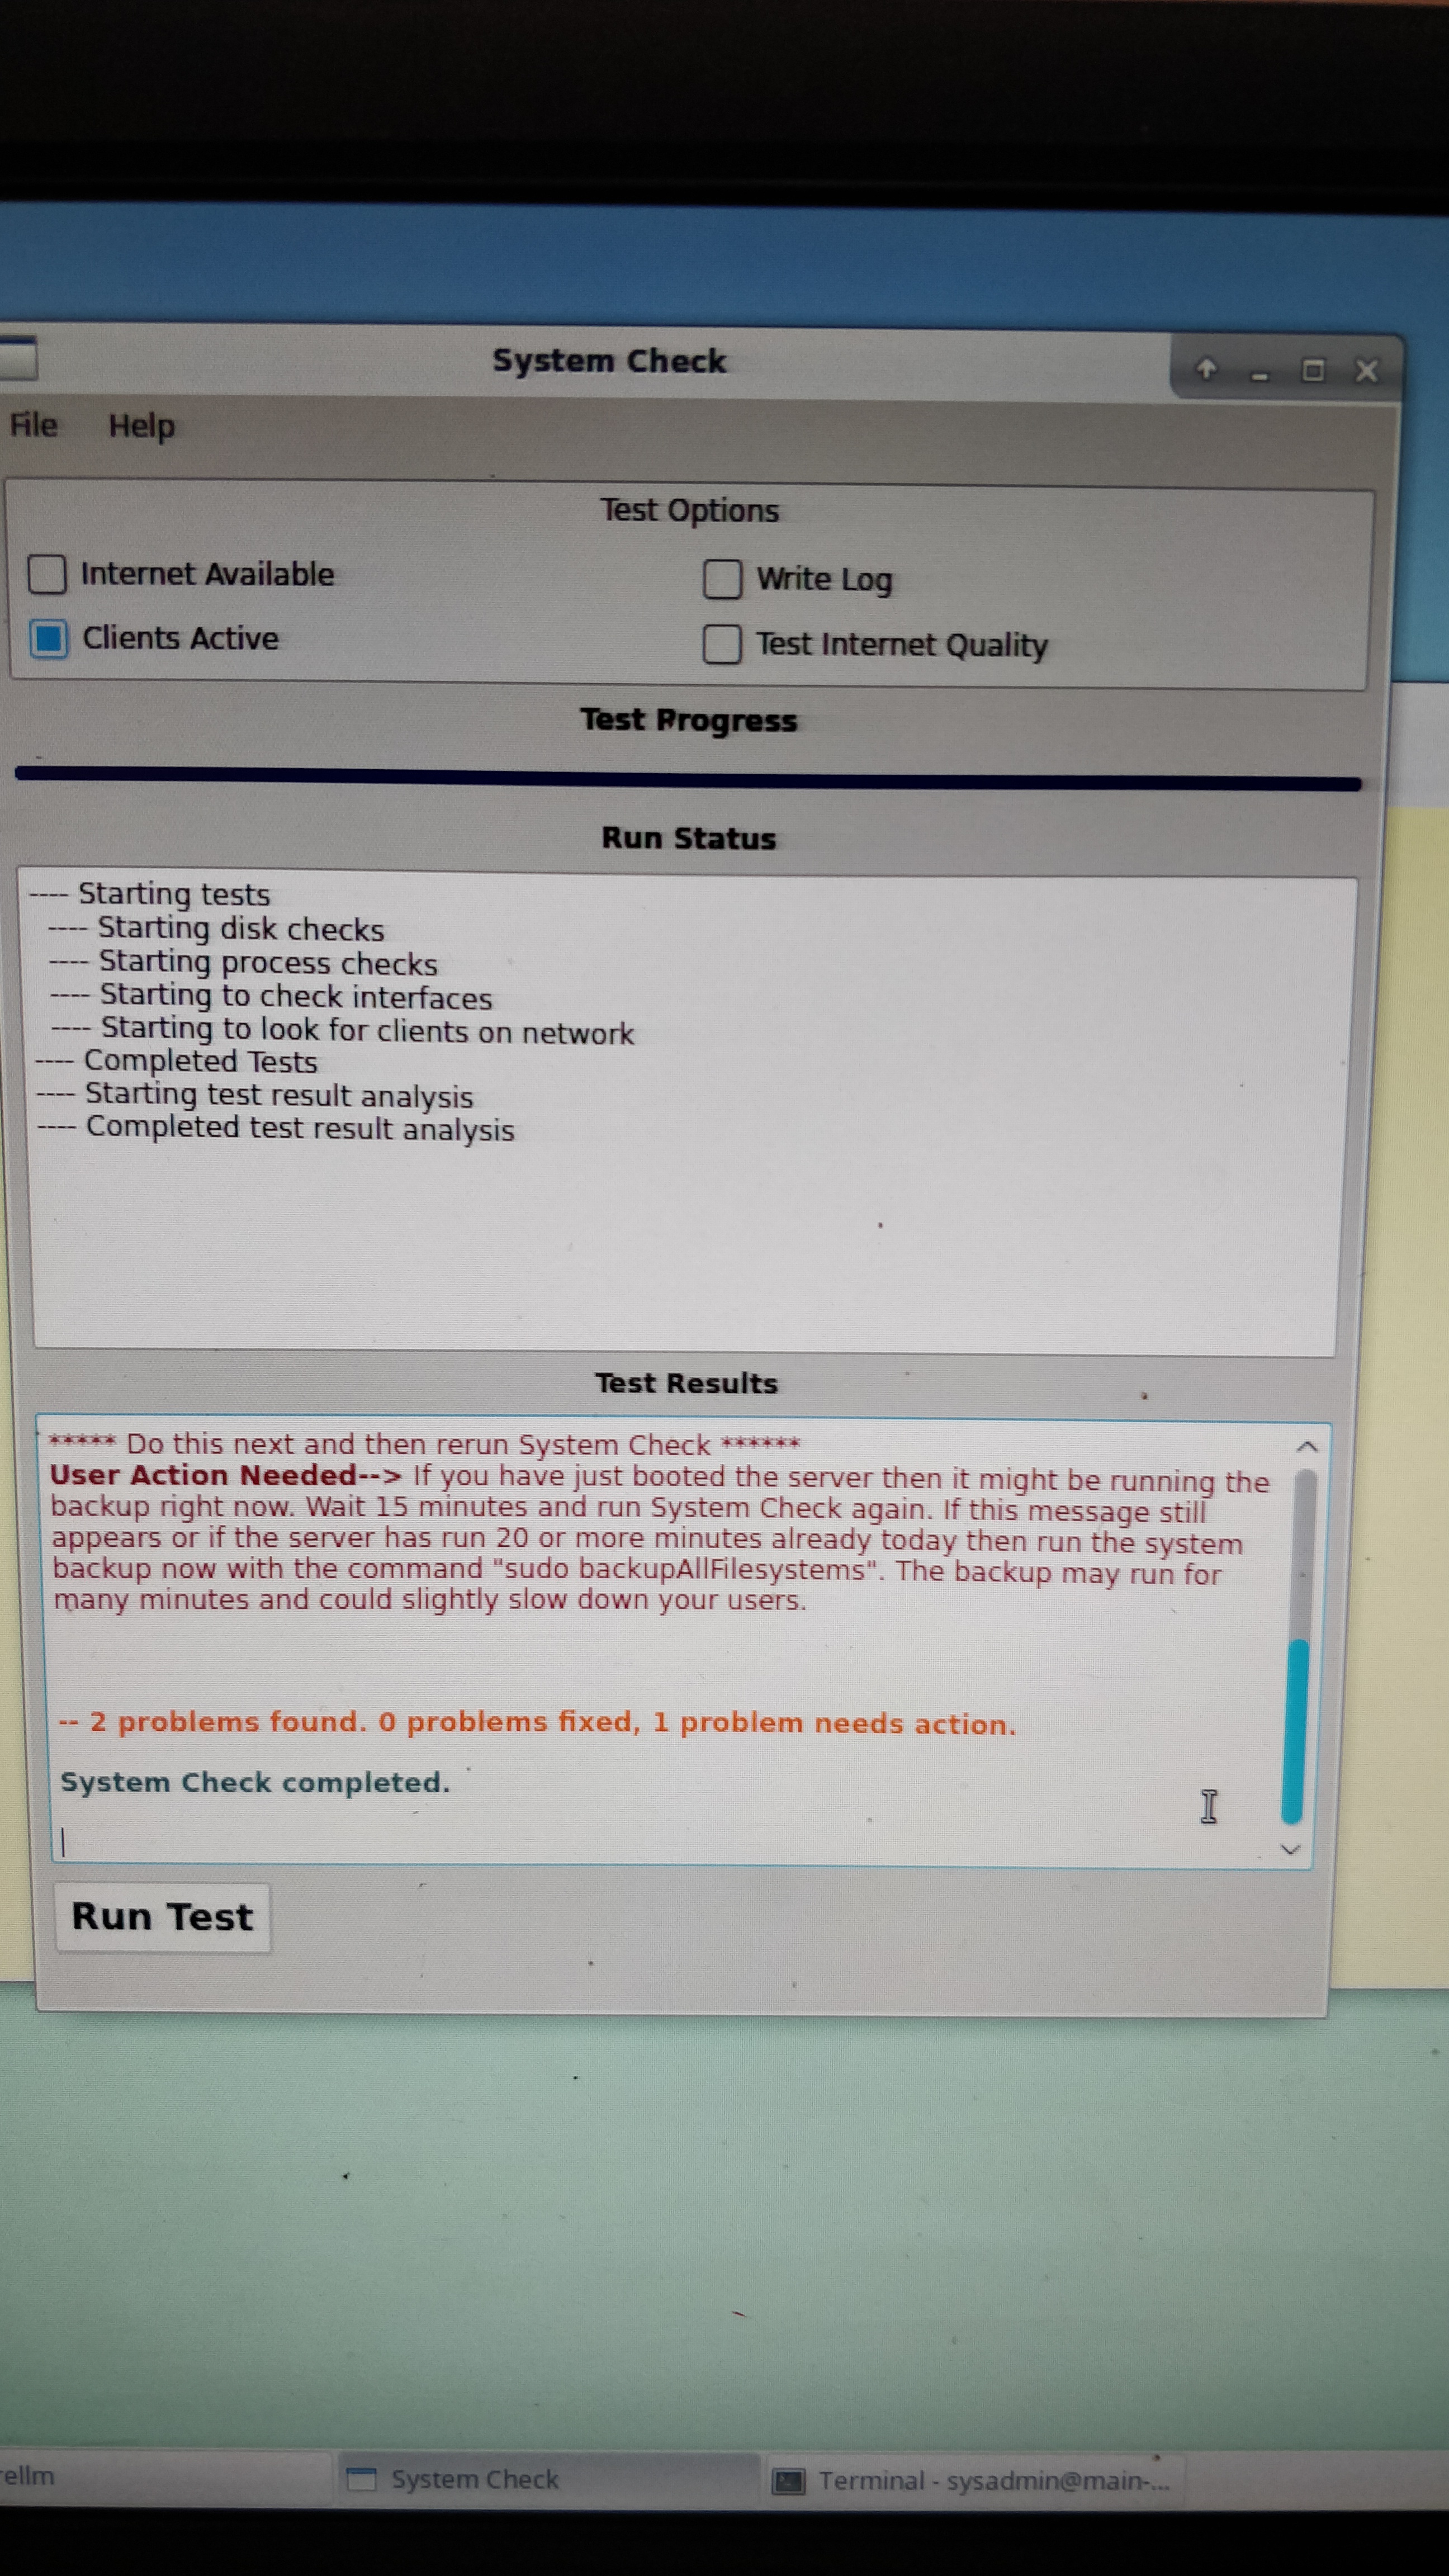 System Check
File Help
Test Options
Internet Available
Write Log
Clients Active
Test Internet Quality
Test Progress
Run Status
---- Starting tests
---- Starting disk checks
---- Starting process checks
---- Starting to check interfaces
---- Starting to look for clients on network
---- Completed Tests
---- Starting test result analysis
---- Completed test result analysis
Test Results
***** Do this next and then rerun System Check ******
User Action Needed--> If you have just booted the server then it might be running the
backup right now. Wait 15 minutes and run System Check again. If this message still
appears or if the server has run 20 or more minutes already today then run the system
backup now with the command "sudo backupAllFilesystems". The backup may run for
many minutes and could slightly slow down your users.
-- 2 problems found. 0 problems fixed, 1 problem needs action.
System Check completed.
Run Test
rellm
System Check
Terminal - sysadmin@main-...